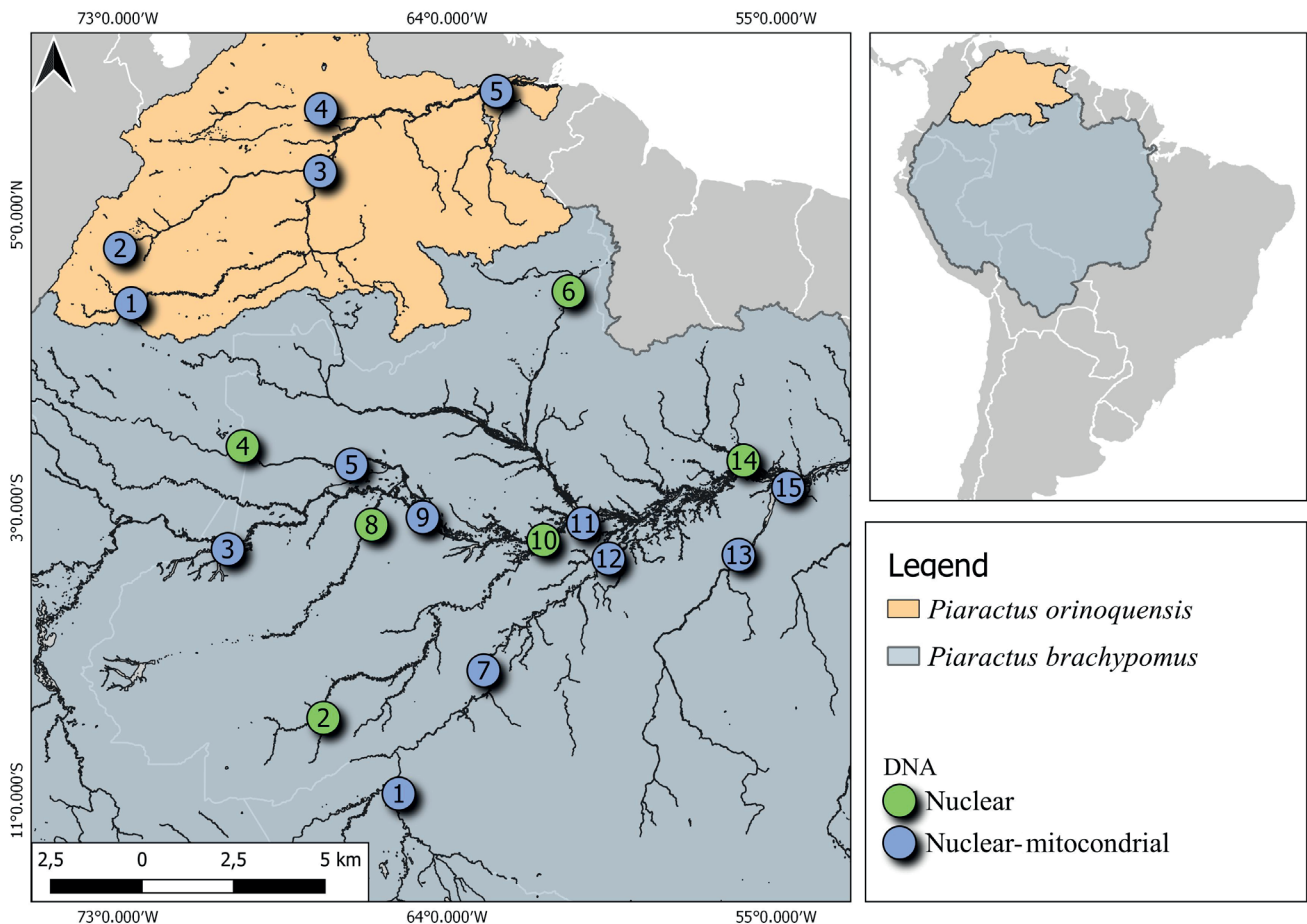 73°0.000'W 64°0.000'W 55°0.000'W
5
4
3
5°0.000'N
2
6
1
4
14
5
15
3°0.000'S
9
11
8
10
3
12
13
7
2
11°0.000'S
1
2,5 0 2,5 5 km
73°0.000'W 64°0.000'W 55°0.000'W
Legend
Piaractus orinoquensis
Piaractus brachypomus
DNA
Nuclear
Nuclear-mitocondrial